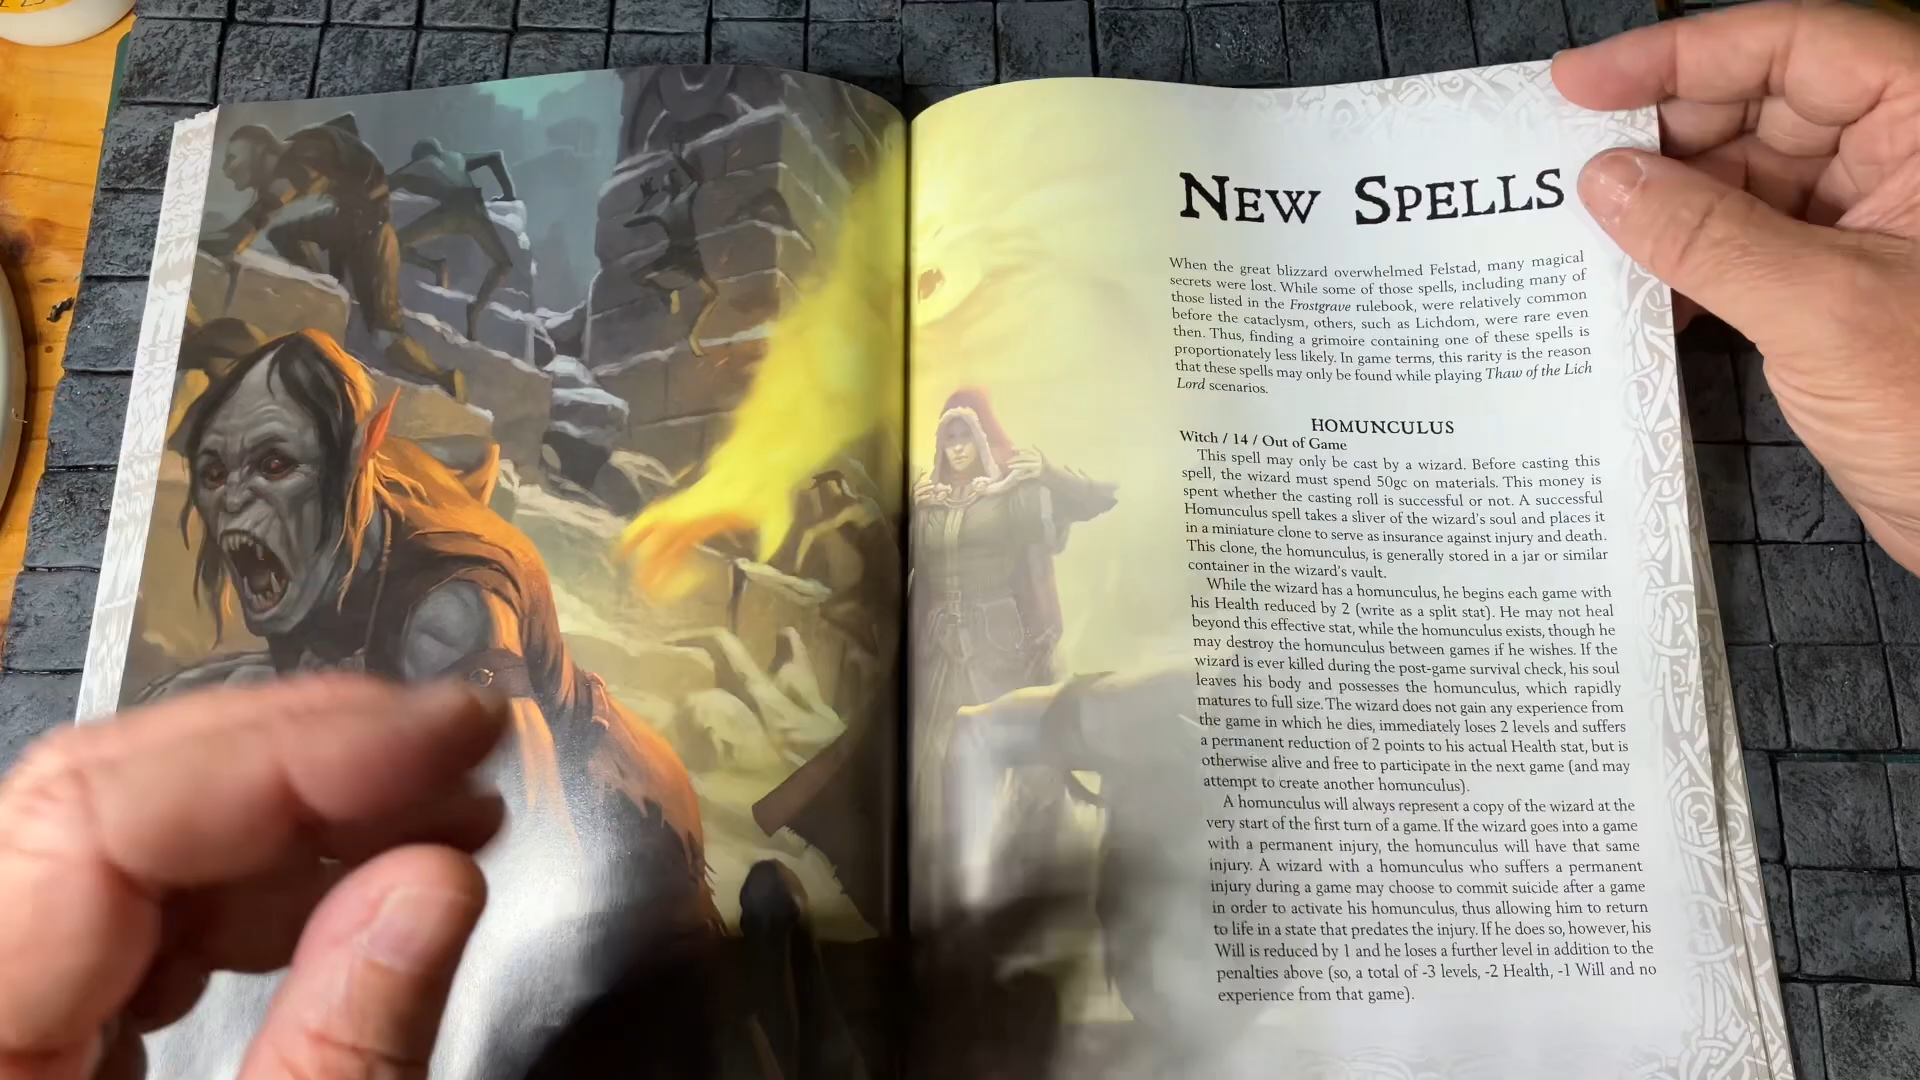 NEW SPELLS
When the great blizzard overwhelmed Felstad, many magical
secrets were lost. While some of those spells, including many of
those listed in the Frostgrave rulebook, were relatively common
before the cataclysm, others, such as Lichdom, were rare even
then. Thus, finding a grimoire containing one of these spells is
proportionately less likely. In game terms, this rarity is the reason
that these spells may only be found while playing Thaw of the Lich
Lord scenarios.
HOMUNCULUS
Witch / 14 / Out of Game
This spell may only be cast by a wizard. Before casting this
spell, the wizard must spend 50gc on materials. This money is
spent whether the casting roll is successful or not. A successful
Homunculus spell takes a sliver of the wizard's soul and places it
in a miniature clone to serve as insurance against injury and death.
This clone, the homunculus, is generally stored in a jar or similar
container in the wizard's vault.
While the wizard has a homunculus, he begins each game with
his Health reduced by 2 (write as a split stat). He may not heal
beyond this effective stat, while the homunculus exists, though he
may destroy the homunculus between games if he wishes. If the
wizard is ever killed during the post-game survival check, his soul
leaves his body and possesses the homunculus, which rapidly
matures to full size. The wizard does not gain any experience from
the game in which he dies, immediately loses 2 levels and suffers
a permanent reduction of 2 points to his actual Health stat, but is
otherwise alive and free to participate in the next game (and may
attempt to create another homunculus).
A homunculus will always represent a copy of the wizard at the
very start of the first turn of a game. If the wizard goes into a game
with a permanent injury, the homunculus will have that same
injury. A wizard with a homunculus who suffers a permanent
injury during a game may choose to commit suicide after a game
in order to activate his homunculus, thus allowing him to return
to life in a state that predates the injury. If he does so, however, his
Will is reduced by 1 and he loses a further level in addition to the
penalties above (so, a total of -3 levels, -2 Health, -1 Will and no
experience from that game).